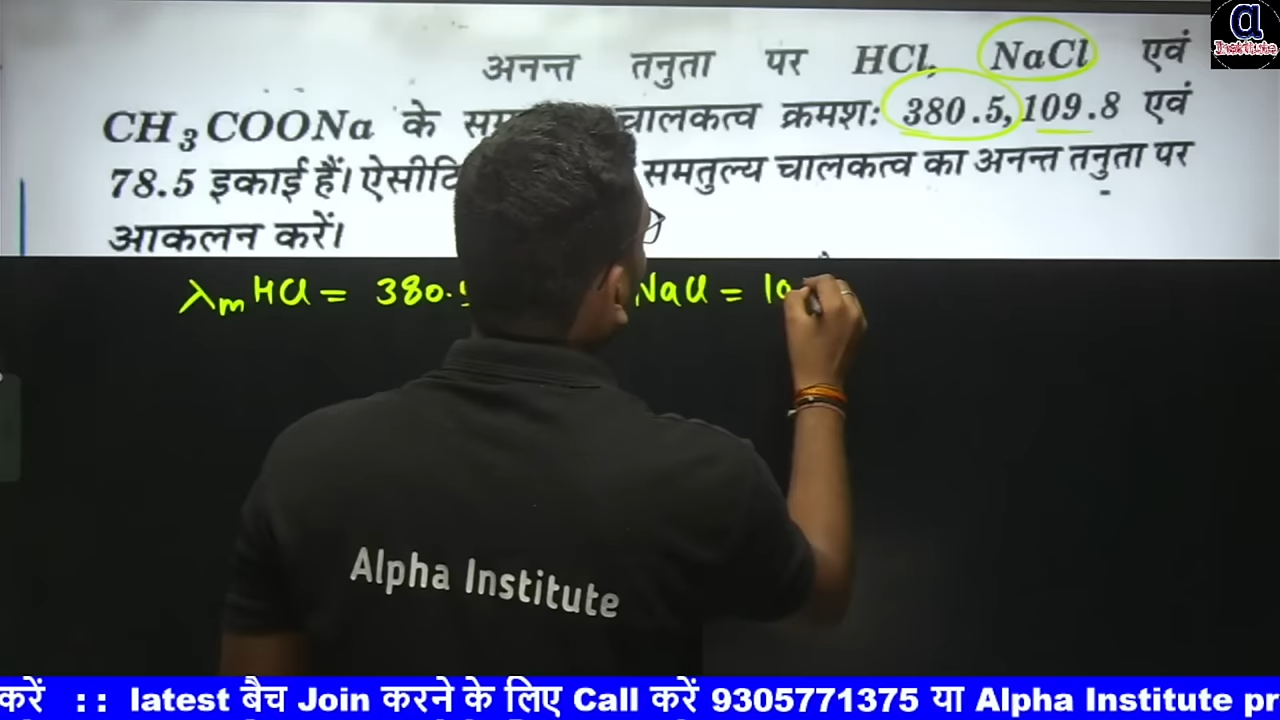 α
Institute
अनन्त तनुता पर HCl, NaCl एवं
CH₃COONa के चालकत्व क्रमशः 380.5, 109.8 एवं
78.5 इकाई हैं। समतुल्य चालकत्व का अनन्त तनुता पर
आकलन करें।
λm HCl = 380. NaCl = 10
Alpha Institute
करें :: latest बैच Join करने के लिए Call करें 9305771375 या Alpha Institute pr